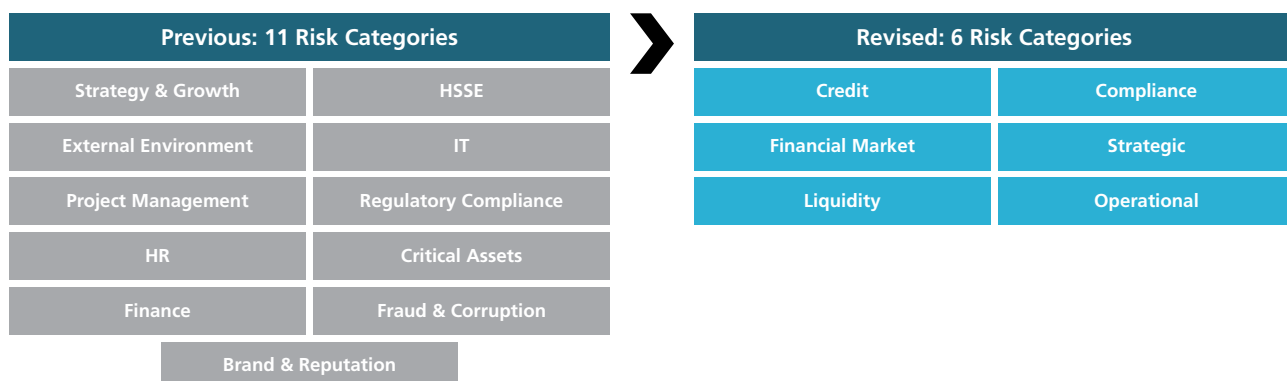 Previous: 11 Risk Categories
Strategy & Growth
HSSE
External Environment
IT
Project Management
Regulatory Compliance
HR
Critical Assets
Finance
Fraud & Corruption
Brand & Reputation
Revised: 6 Risk Categories
Credit
Compliance
Financial Market
Strategic
Liquidity
Operational